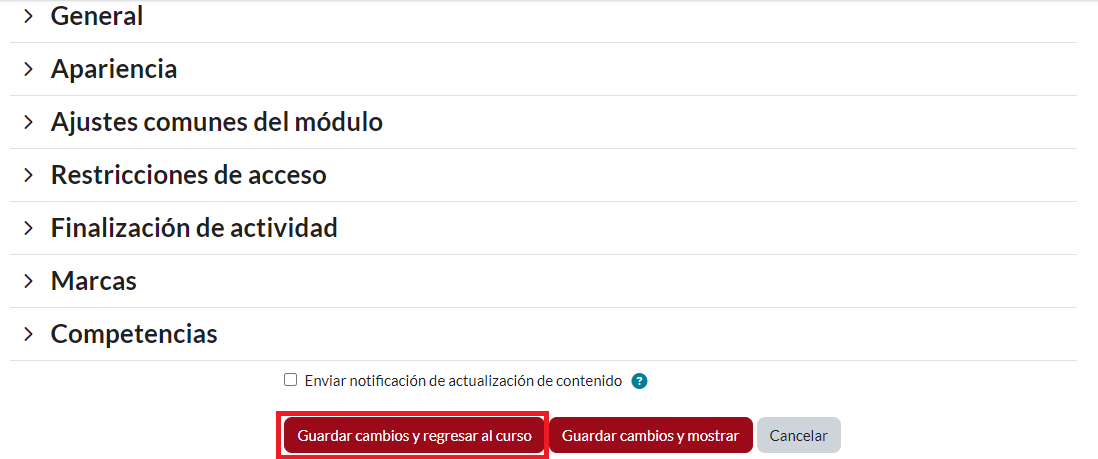 General
Apariencia
Ajustes comunes del módulo
Restricciones de acceso
Finalización de actividad
Marcas
Competencias
Enviar notificación de actualización de contenido ?
Guardar cambios y regresar al curso Guardar cambios y mostrar Cancelar